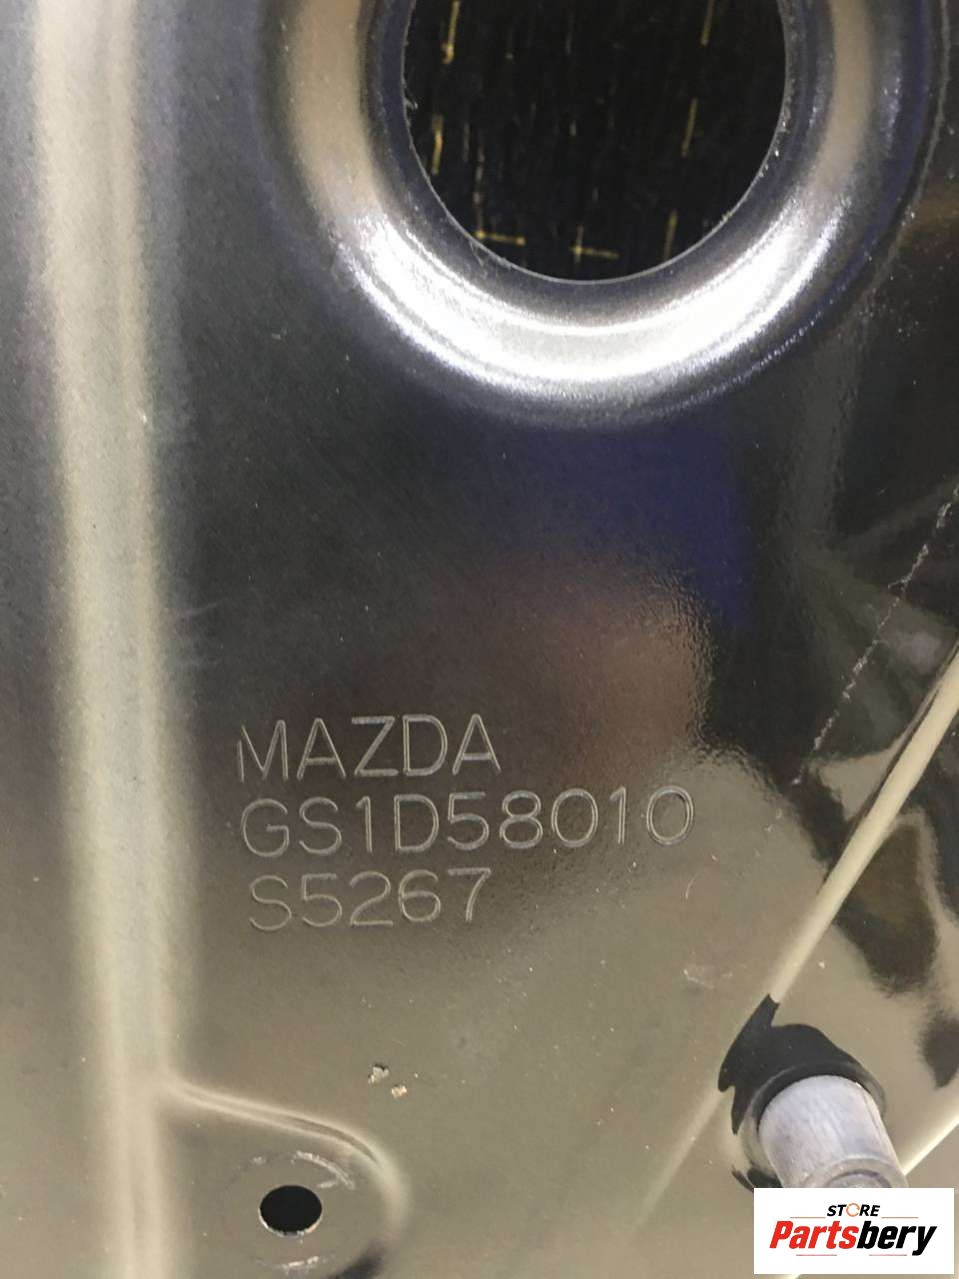 MAZDA
GS1D58010
S5267
STORE
Partsbery